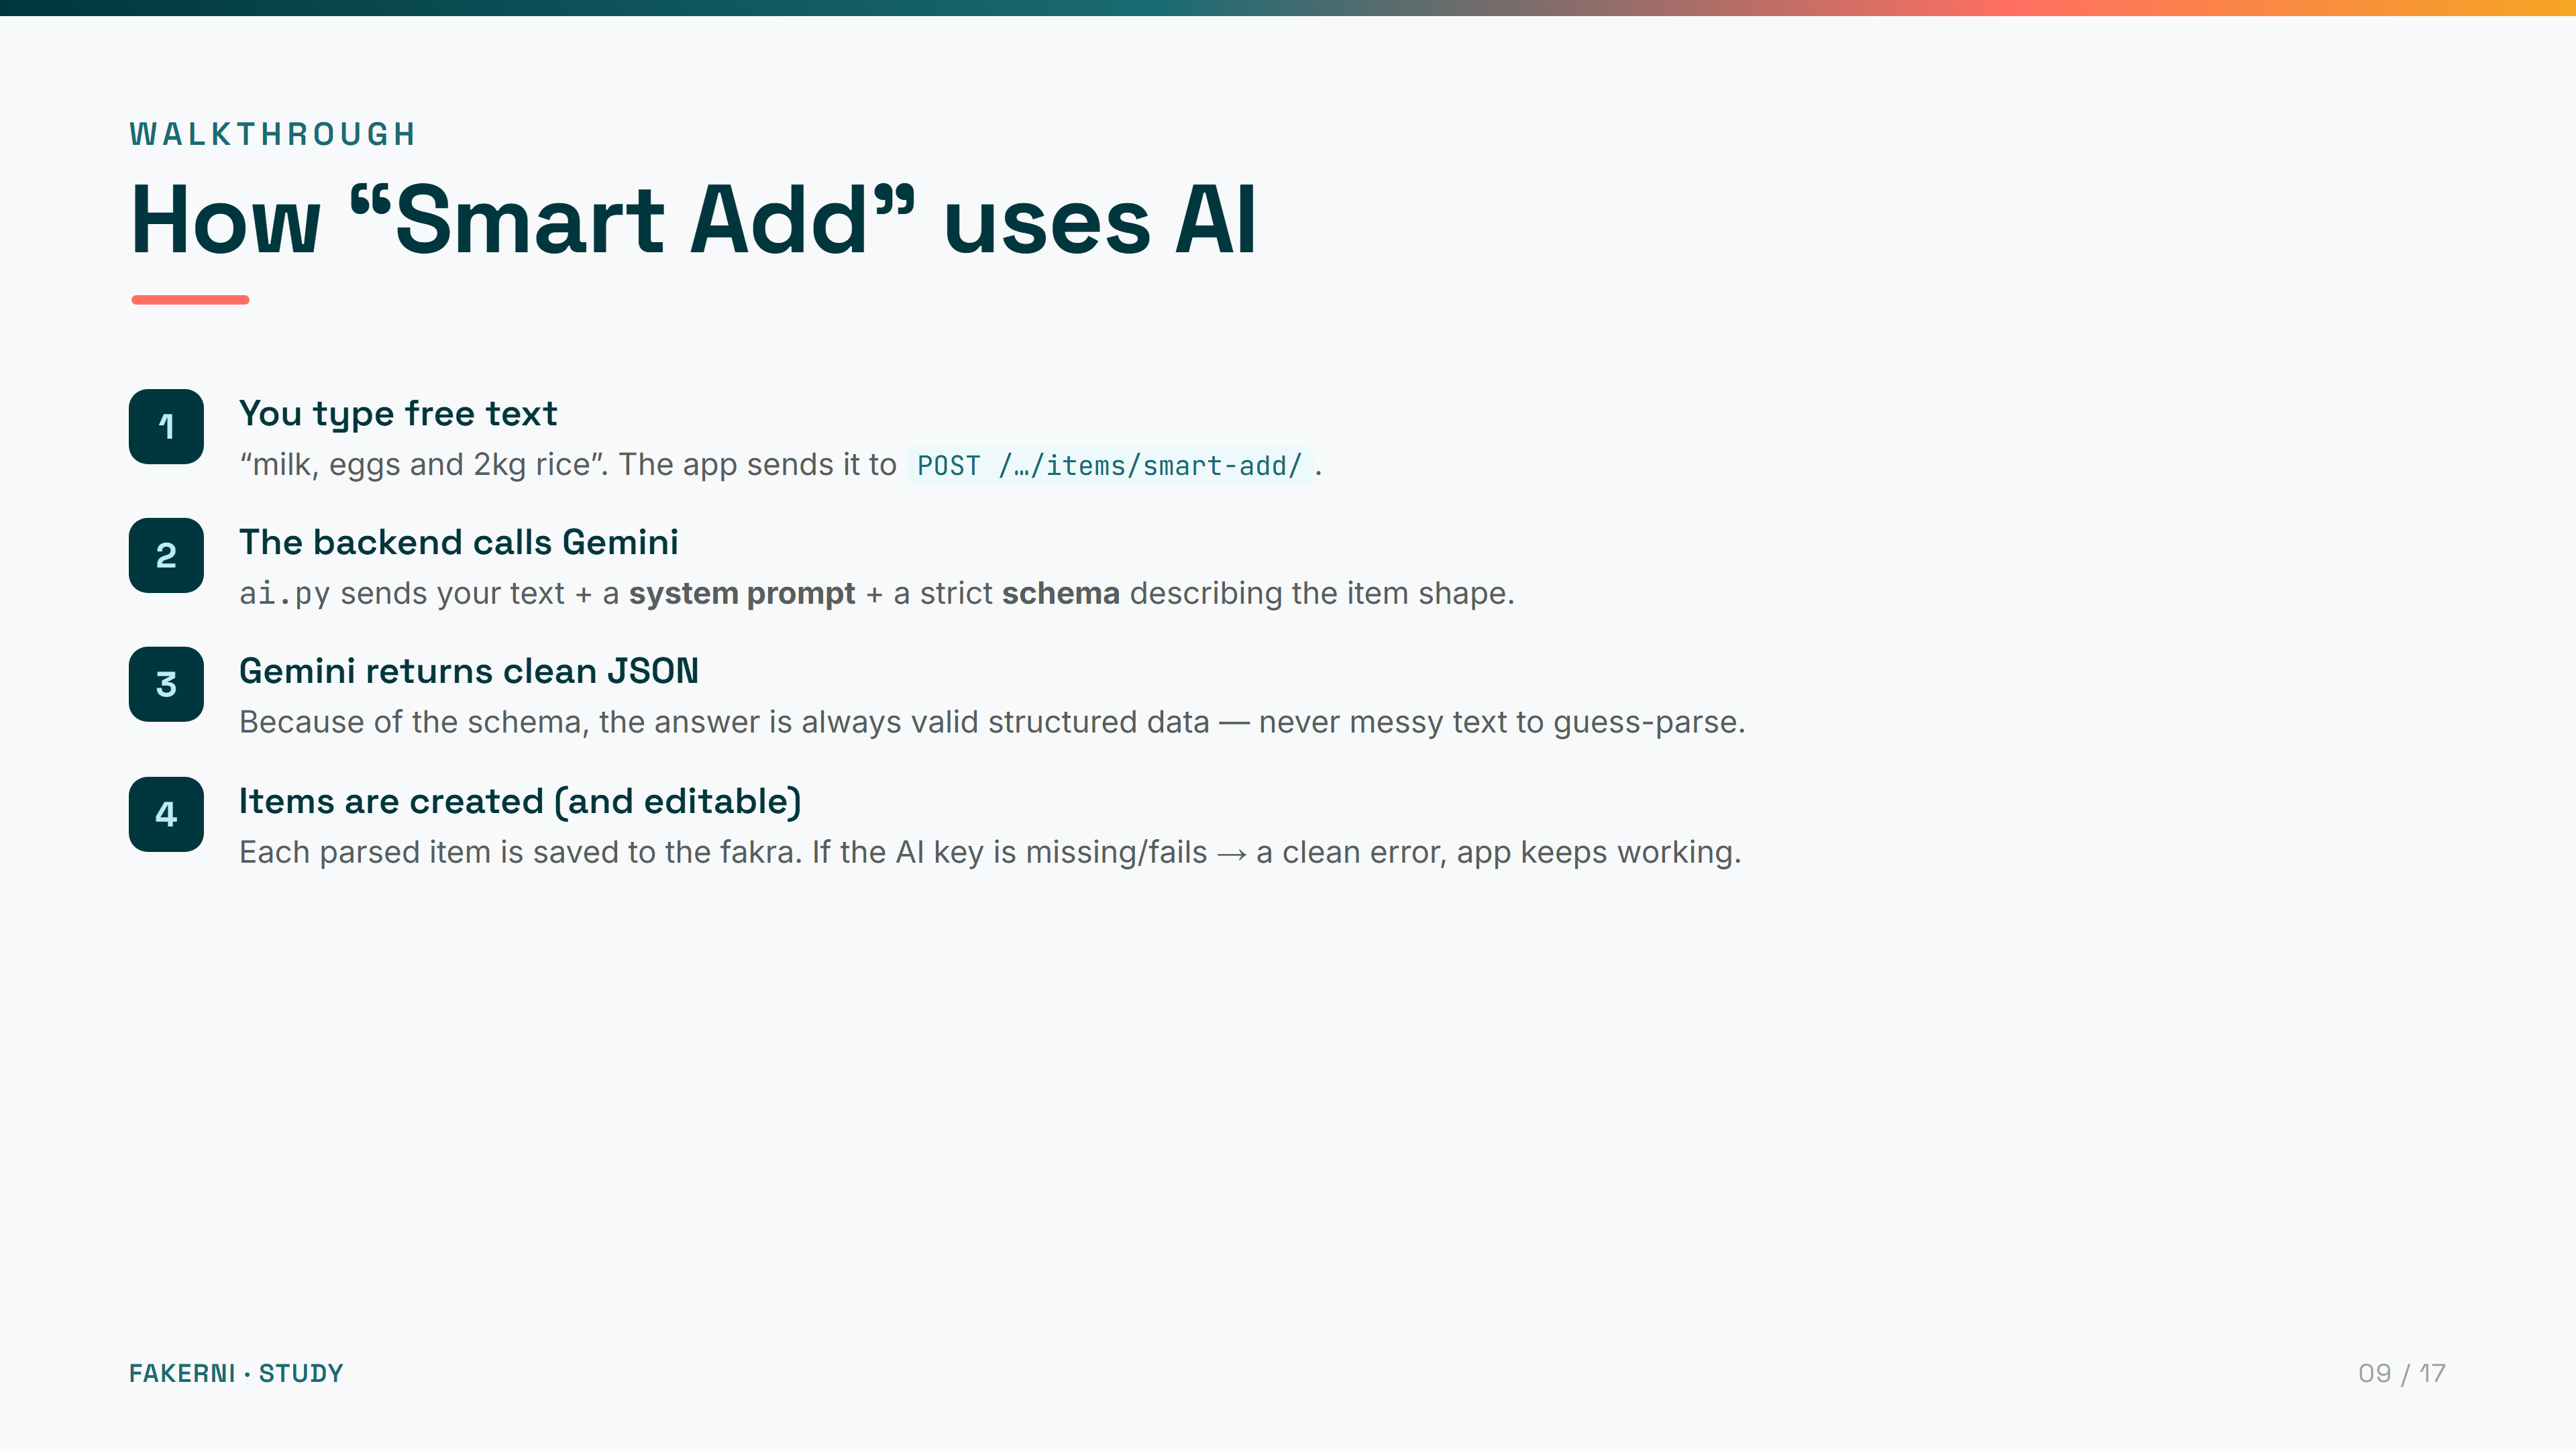 WALKTHROUGH
How “Smart Add” uses AI
1
You type free text
“milk, eggs and 2kg rice”. The app sends it to POST /…/items/smart-add/ .
2
The backend calls Gemini
ai.py sends your text + a system prompt + a strict schema describing the item shape.
3
Gemini returns clean JSON
Because of the schema, the answer is always valid structured data — never messy text to guess-parse.
4
Items are created (and editable)
Each parsed item is saved to the fakra. If the AI key is missing/fails → a clean error, app keeps working.
FAKERNI · STUDY
09 / 17